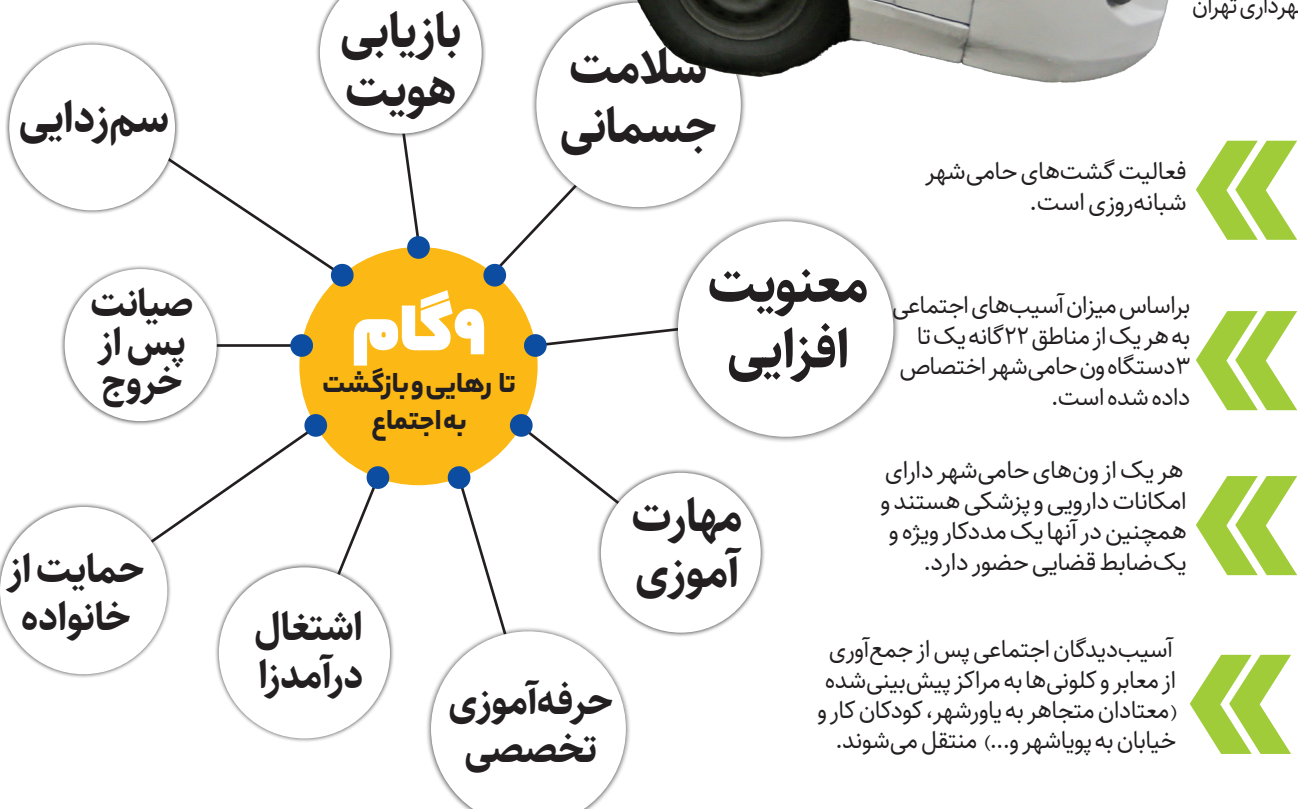 هرداری تهران
فعالیت گشت‌های حامی‌شهر
شبانه‌روزی است.
براساس میزان آسیب‌های اجتماعی
به هر یک از مناطق ۲۲گانه یک تا
۳دستگاه ون حامی‌شهر اختصاص
داده شده است.
هر یک از ون‌های حامی‌شهر دارای
امکانات دارویی و پزشکی هستند و
همچنین در آنها یک مددکار ویژه و
یک‌ضابط قضایی حضور دارد.
آسیب‌دیدگان اجتماعی پس از جمع‌آوری
از معابر و کلونی‌ها به مراکز پیش‌بینی‌شده
(معتادان متجاهر به یاورشهر، کودکان کار و
خیابان به پویاشهر و...) منتقل می‌شوند.
۹گام
تا رهایی و بازگشت
به اجتماع
سم‌زدایی
بازیابی
هویت
سلامت
جسمانی
معنویت
افزایی
مهارت
آموزی
حرفه‌آموزی
تخصصی
اشتغال
درآمدزا
حمایت از
خانواده
صیانت
پس از
خروج